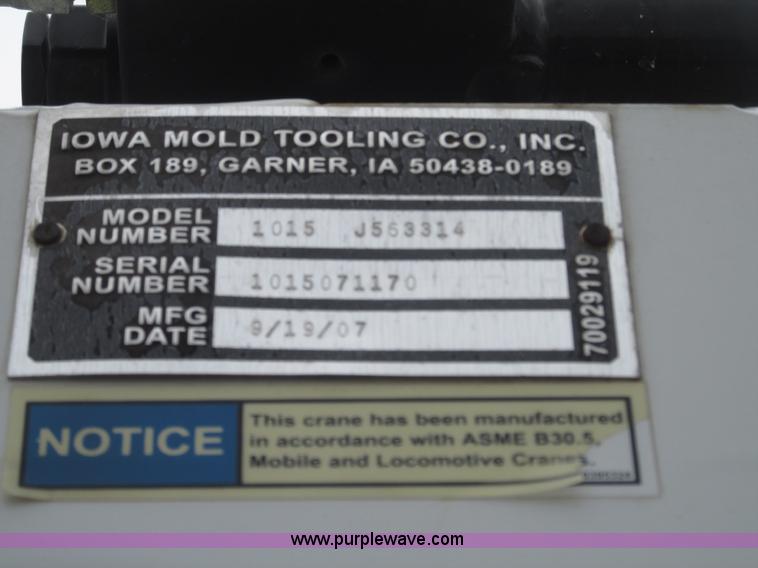 IOWA MOLD TOOLING CO., INC.
BOX 189, GARNER, IA 50438-0189
MODEL NUMBER 1015 J563314
SERIAL NUMBER 1015071170
MFG DATE 9/19/07
70029119
NOTICE
This crane has been manufactured
in accordance with ASME B30.5,
Mobile and Locomotive Cranes.
www.purplewave.com